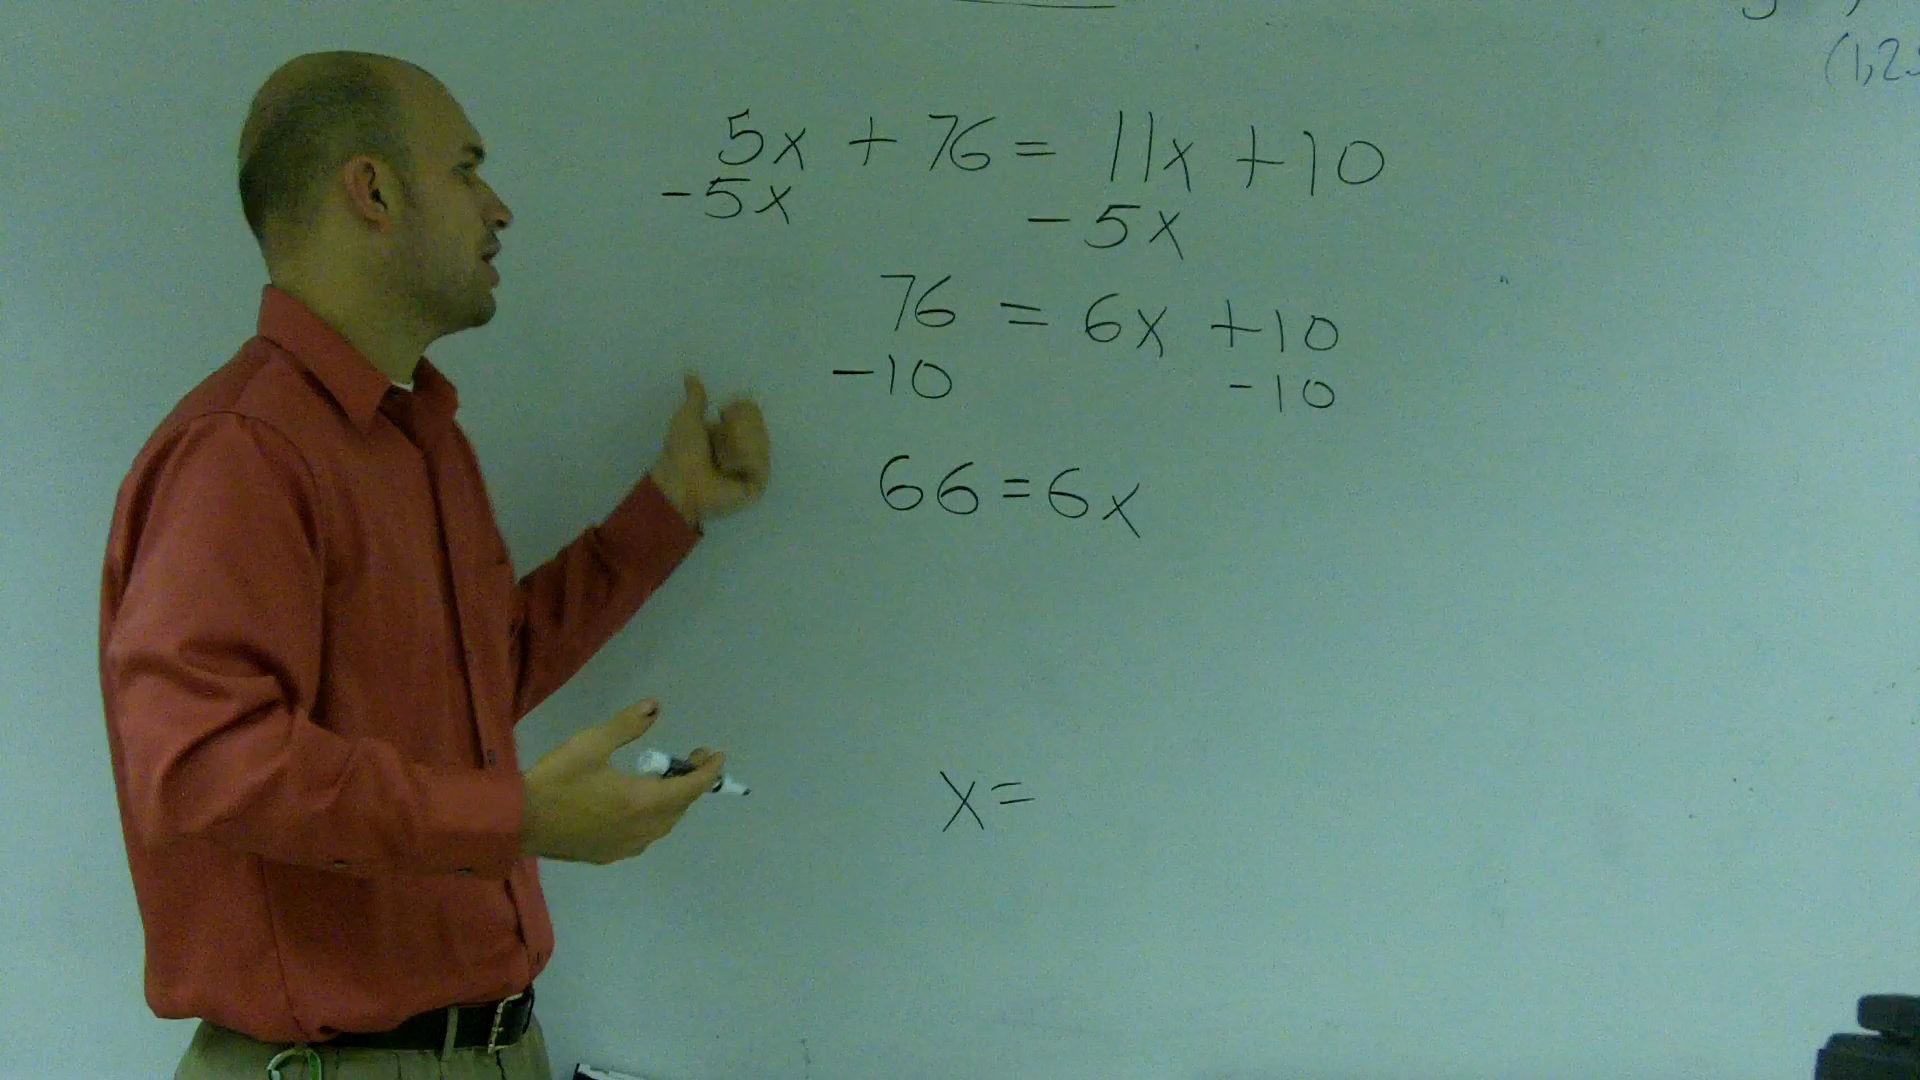 5x + 76 = 11x + 10
-5x -5x
76 = 6x + 10
-10 -10
66 = 6x
x =